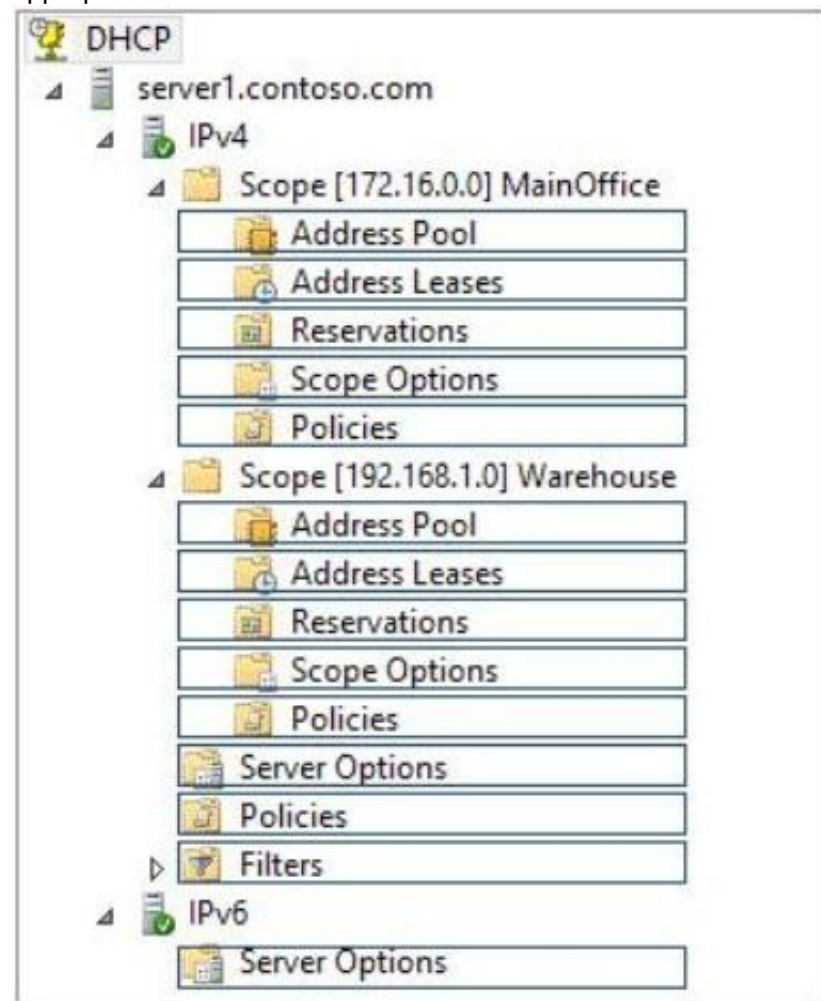 DHCP
server1.contoso.com
IPv4
Scope [172.16.0.0] MainOffice
Address Pool
Address Leases
Reservations
Scope Options
Policies
Scope [192.168.1.0] Warehouse
Address Pool
Address Leases
Reservations
Scope Options
Policies
Server Options
Policies
Filters
IPv6
Server Options